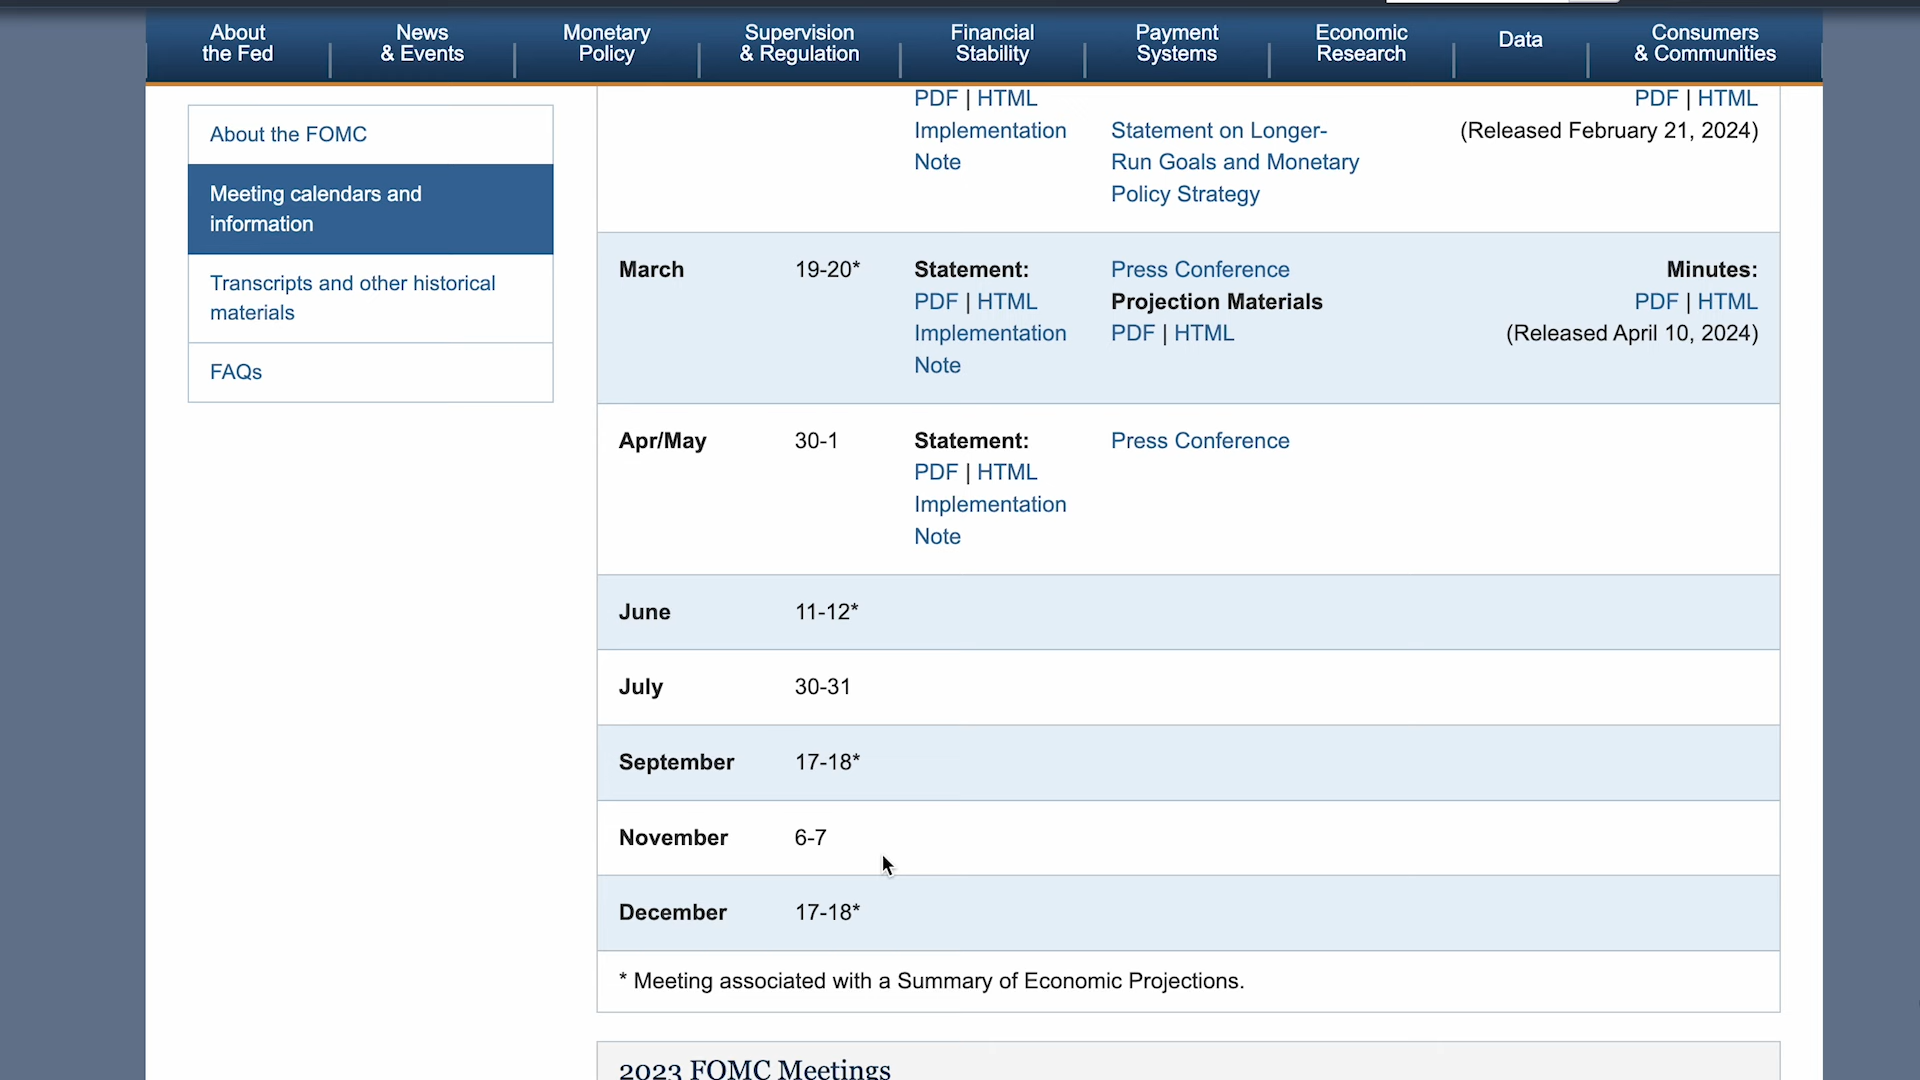 About
the Fed
News
& Events
Monetary
Policy
Supervision
& Regulation
Financial
Stability
Payment
Systems
Economic
Research
Data
Consumers
& Communities
About the FOMC
Meeting calendars and
information
Transcripts and other historical
materials
FAQs
PDF | HTML
Implementation
Note
Statement on Longer-
Run Goals and Monetary
Policy Strategy
PDF | HTML
(Released February 21, 2024)
March
19-20*
Statement:
PDF | HTML
Implementation
Note
Press Conference
Projection Materials
PDF | HTML
Minutes:
PDF | HTML
(Released April 10, 2024)
Apr/May
30-1
Statement:
PDF | HTML
Implementation
Note
Press Conference
June
11-12*
July
30-31
September
17-18*
November
6-7
December
17-18*
* Meeting associated with a Summary of Economic Projections.
2023 FOMC Meetings